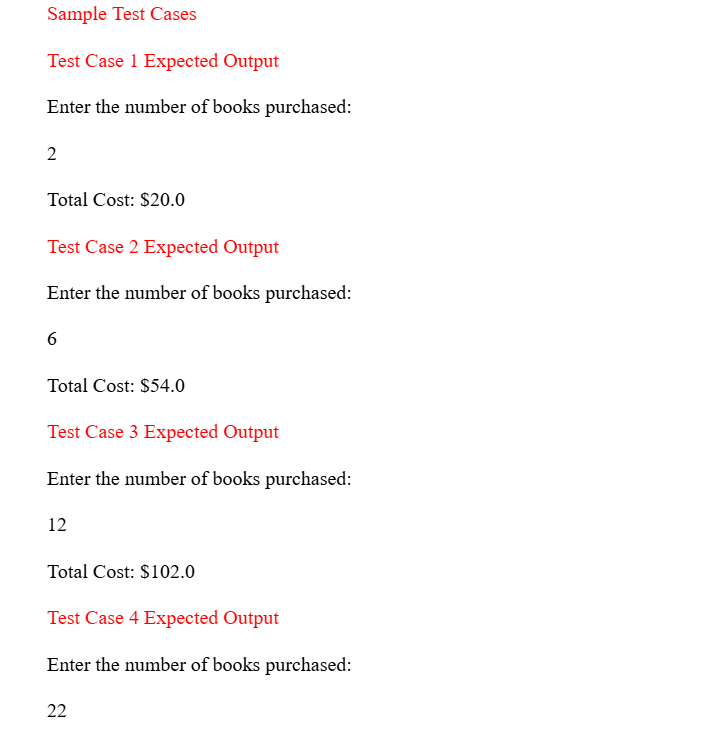 Sample Test Cases
Test Case 1 Expected Output
Enter the number of books purchased:
2
Total Cost: $20.0
Test Case 2 Expected Output
Enter the number of books purchased:
6
Total Cost: $54.0
Test Case 3 Expected Output
Enter the number of books purchased:
12
Total Cost: $102.0
Test Case 4 Expected Output
Enter the number of books purchased:
22